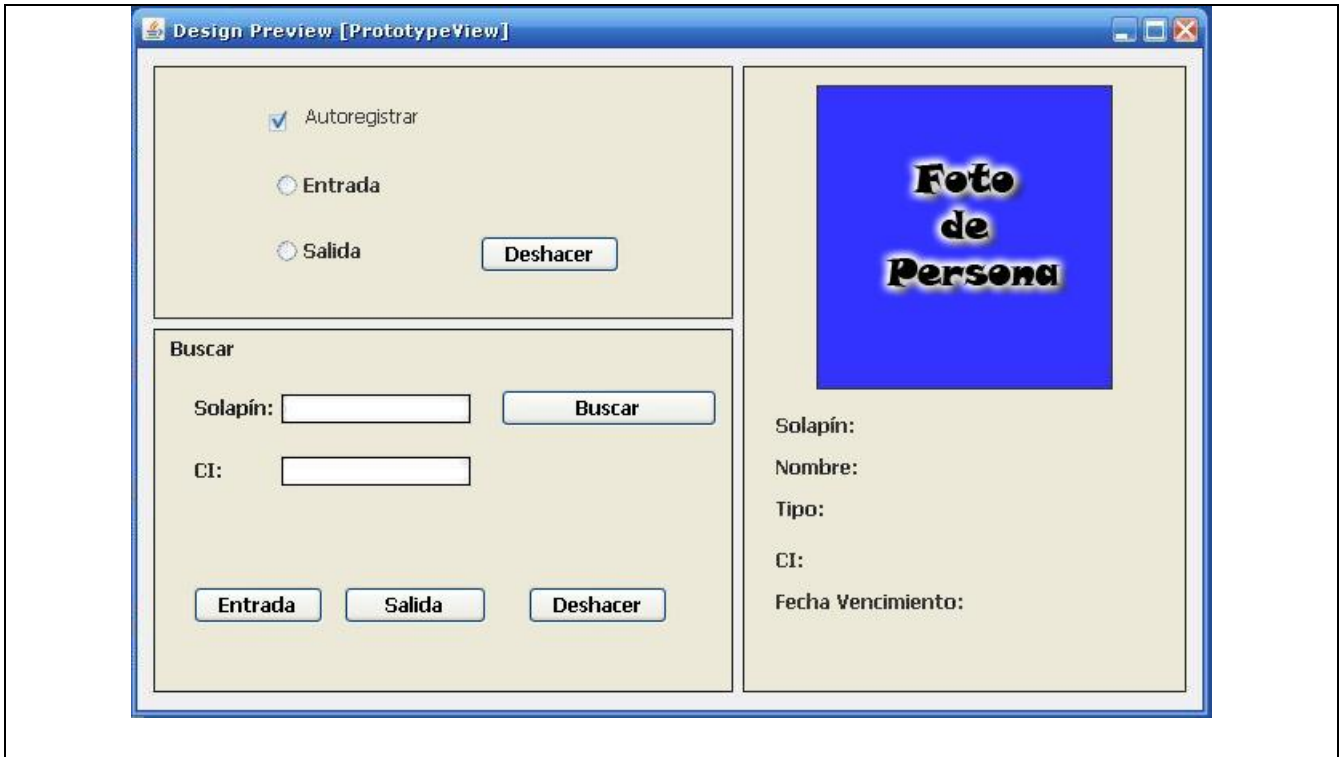 Design Preview [PrototypeView]
Autoregistrar
Entrada
Salida
Deshacer
Buscar
Solapín:
Buscar
CI:
Entrada
Salida
Deshacer
Foto
de
Persona
Solapín:
Nombre:
Tipo:
CI:
Fecha Vencimiento: